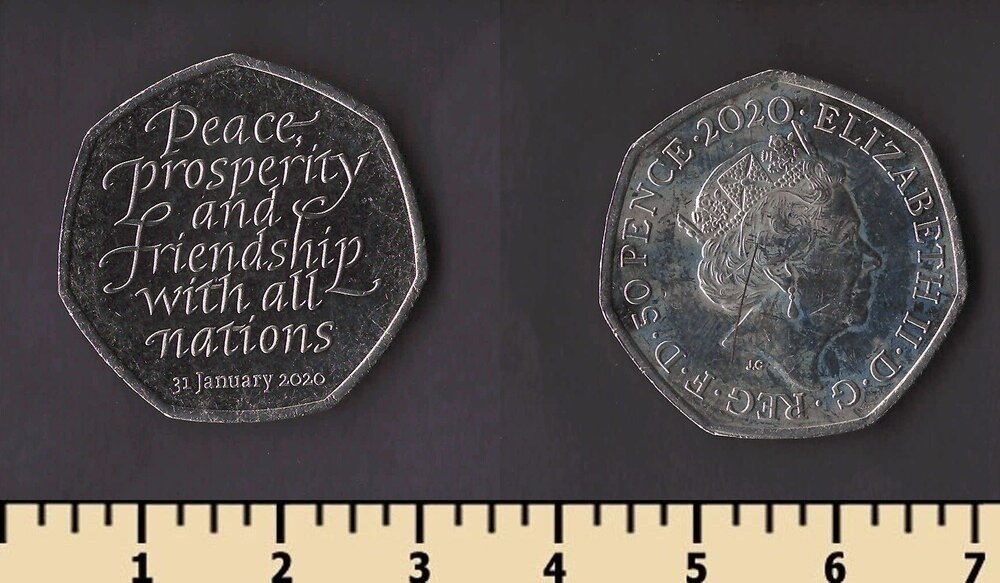 Peace,
prosperity
and
friendship
with all
nations
31 January 2020
ELIZABETH II · D · G · REG · F · D · 50 PENCE · 2020 ·
J.C
1 2 3 4 5 6 7